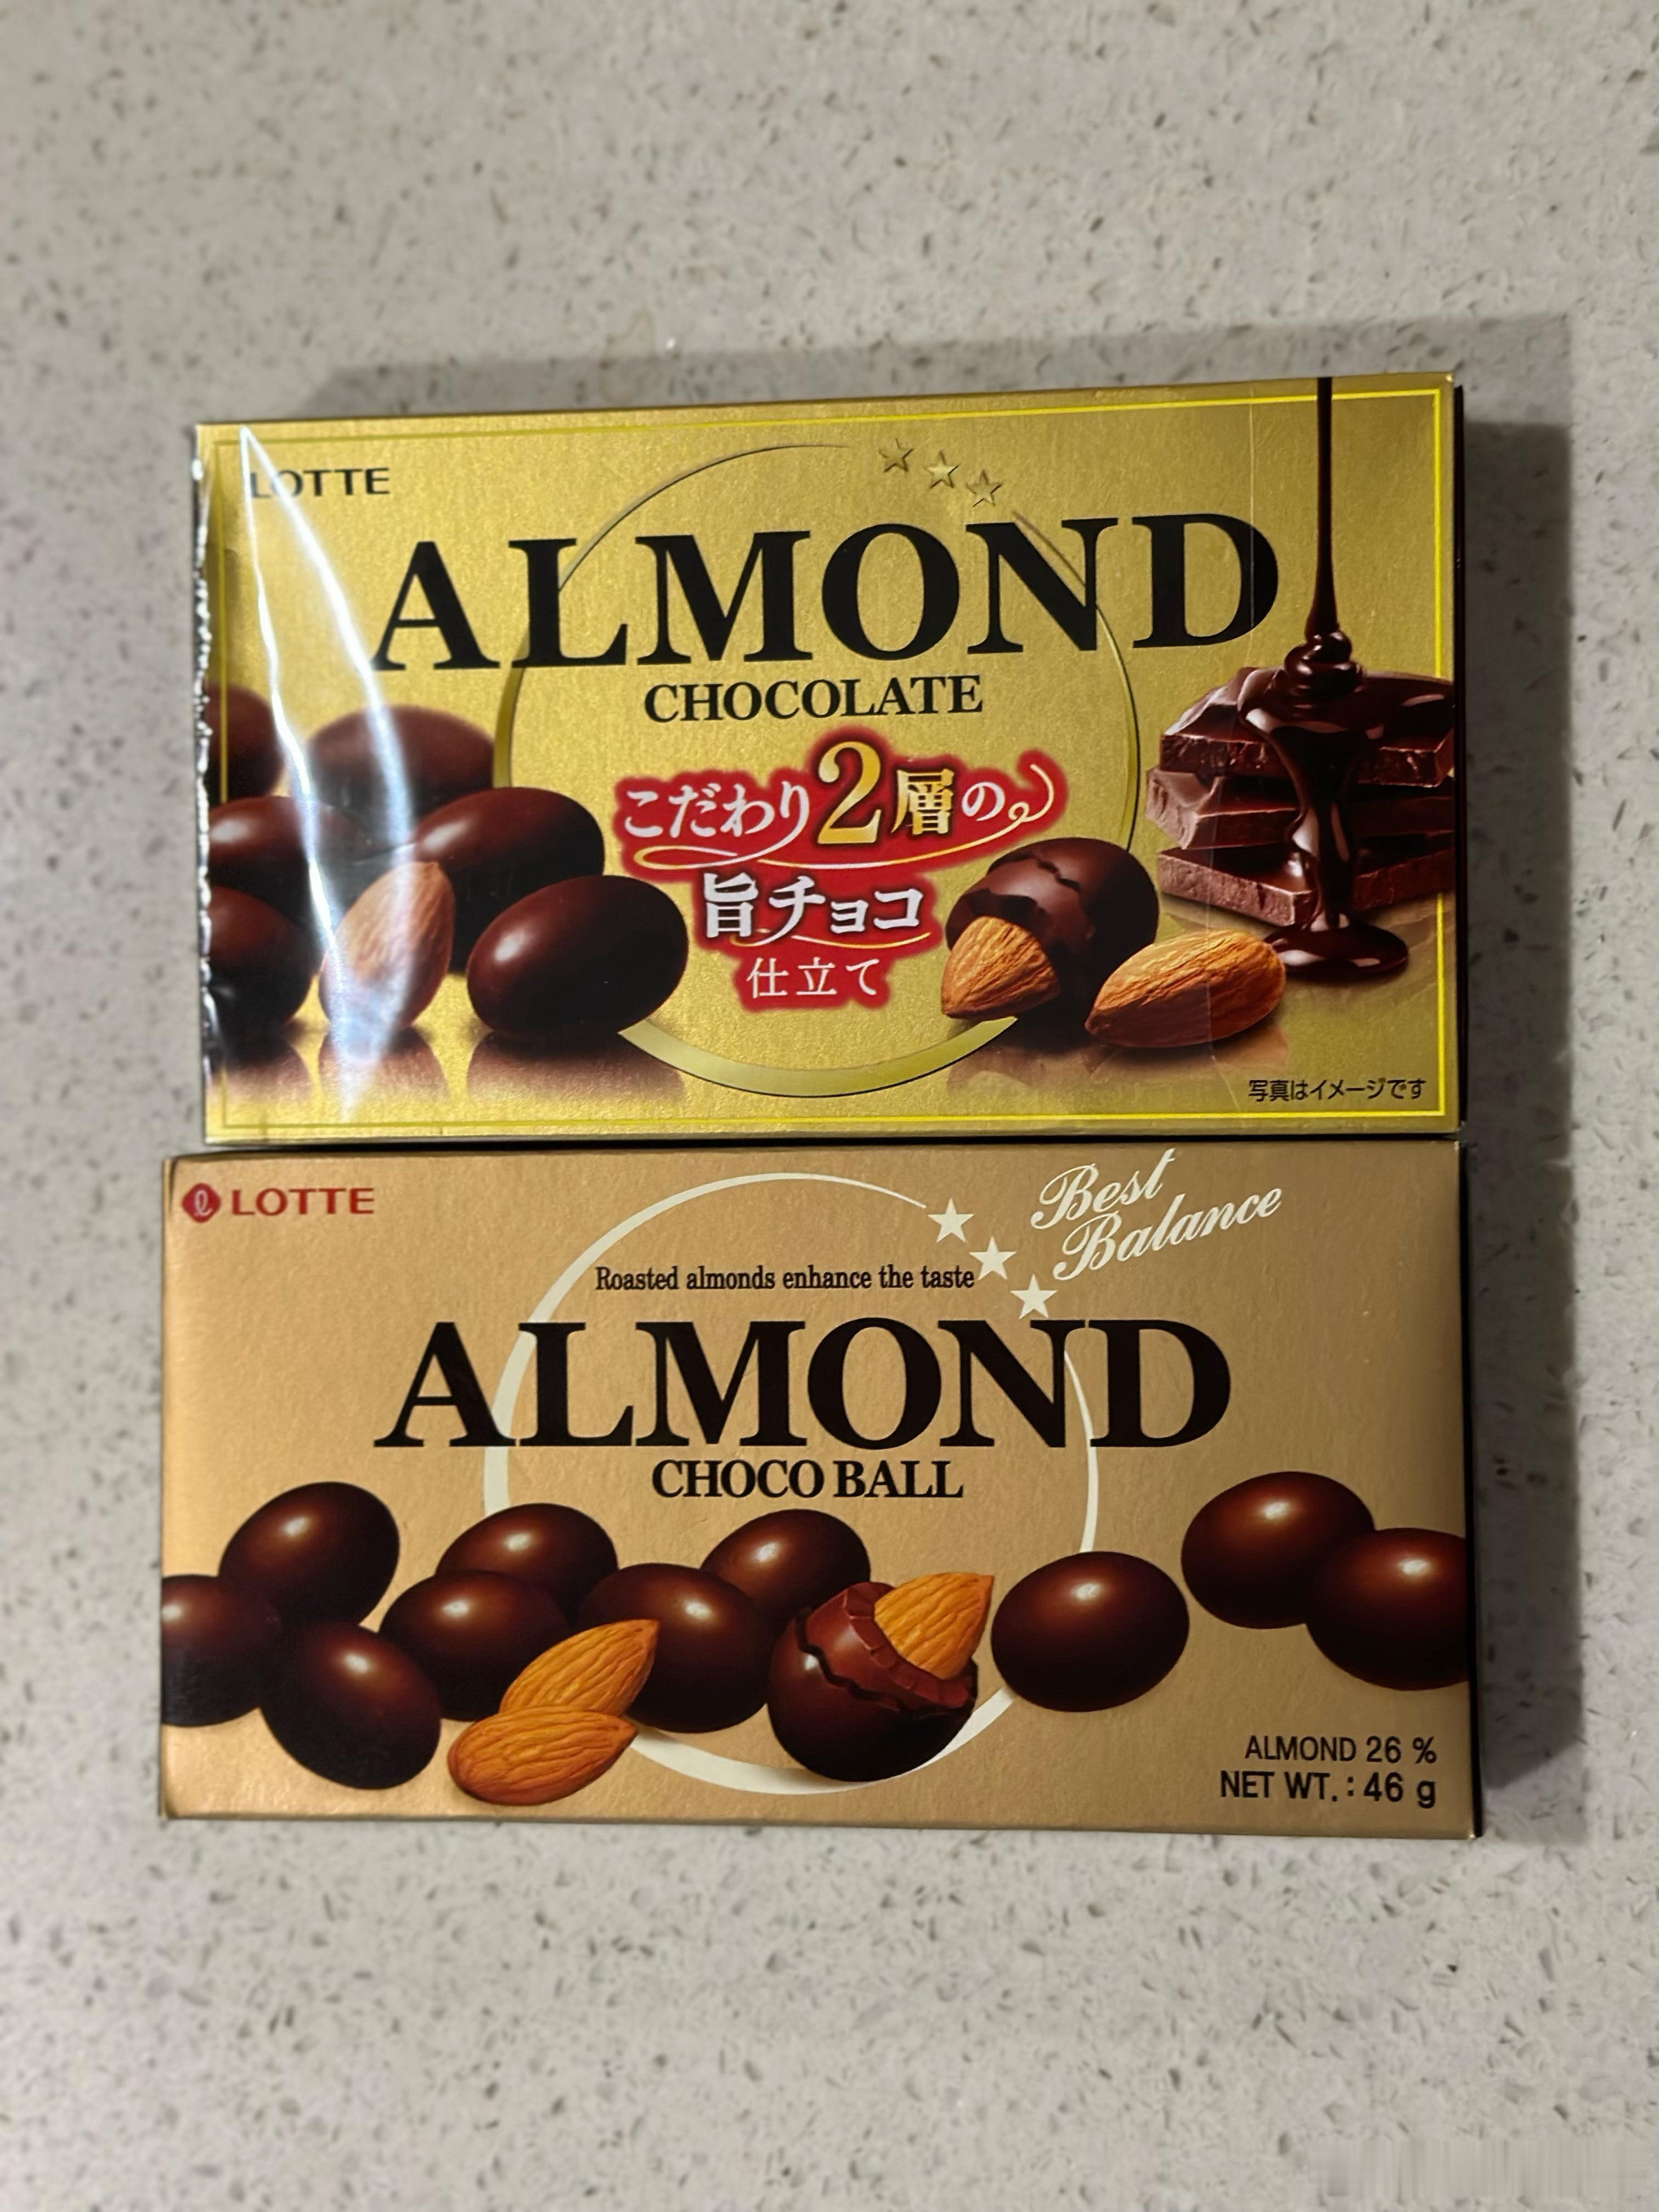 LOTTE
ALMOND
CHOCOLATE
こだわり2層の
旨チョコ
仕立て
写真はイメージです
LOTTE
Best
Balance
Roasted almonds enhance the taste
ALMOND
CHOCO BALL
ALMOND 26 %
NET WT. : 46 g